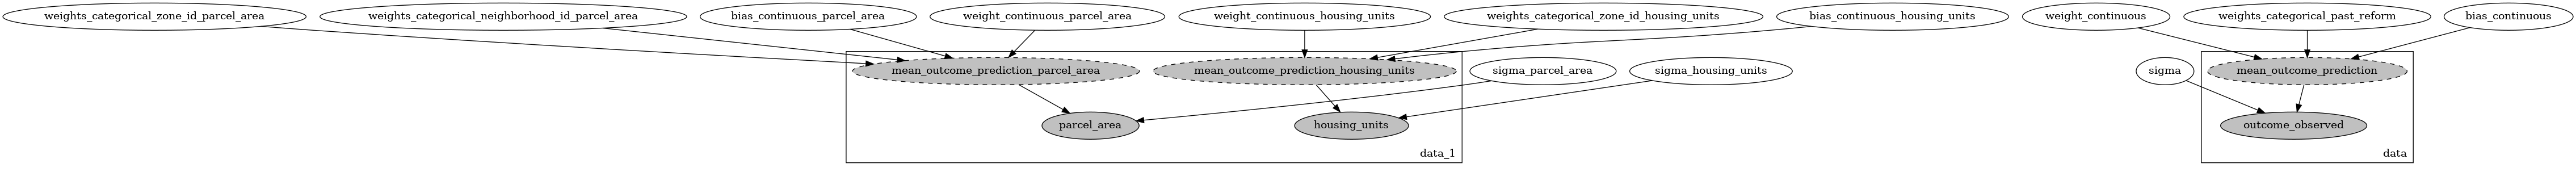 weights_categorical_zone_id_parcel_area
weights_categorical_neighborhood_id_parcel_area
bias_continuous_parcel_area
weight_continuous_parcel_area
weight_continuous_housing_units
weights_categorical_zone_id_housing_units
bias_continuous_housing_units
weight_continuous
weights_categorical_past_reform
bias_continuous
mean_outcome_prediction_parcel_area
mean_outcome_prediction_housing_units
sigma_parcel_area
sigma_housing_units
sigma
mean_outcome_prediction
parcel_area
housing_units
outcome_observed
data_1
data